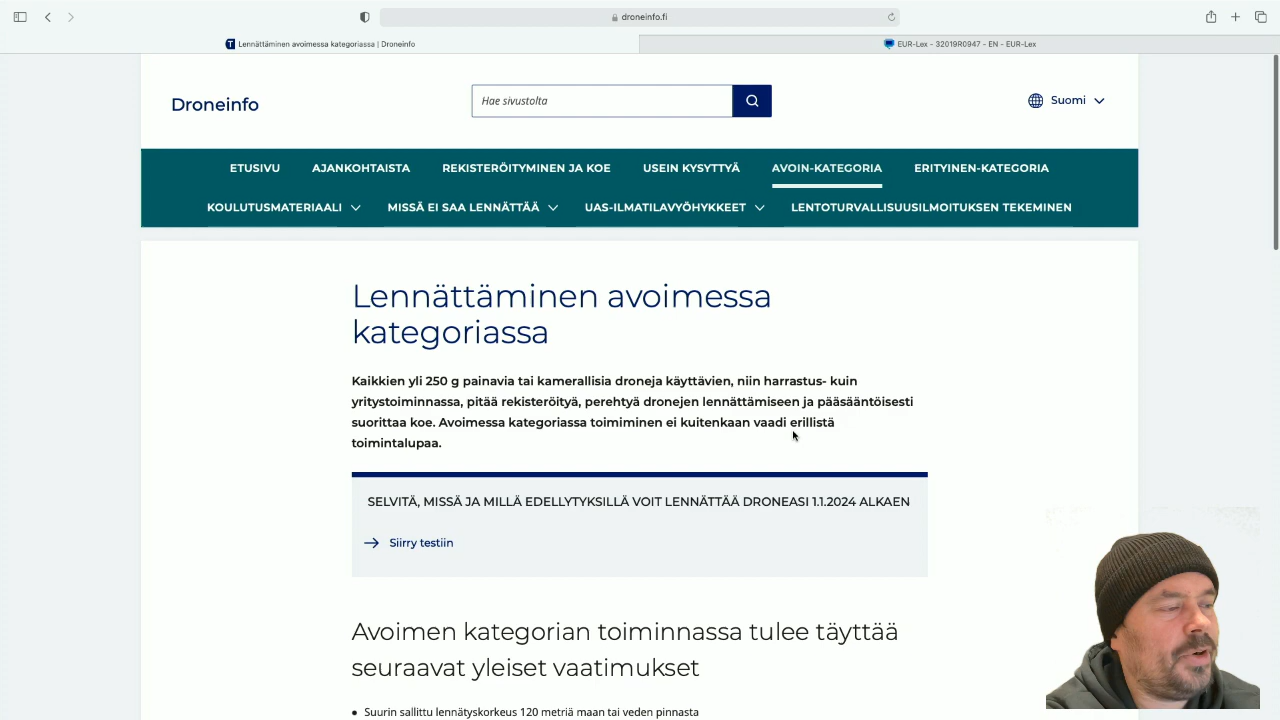 droneinfo.fi
Lennättäminen avoimessa kategoriassa | Droneinfo
EUR-Lex - 32019R0947 - EN - EUR-Lex
Droneinfo
Hae sivustolta
Suomi
ETUSIVU AJANKOHTAISTA REKISTERÖITYMINEN JA KOE USEIN KYSYTTYÄ AVOIN-KATEGORIA ERITYINEN-KATEGORIA
KOULUTUSMATERIAALI MISSÄ EI SAA LENNÄTTÄÄ UAS-ILMATILAVYÖHYKKEET LENTOTURVALLISUUSILMOITUKSEN TEKEMINEN
Lennättäminen avoimessa
kategoriassa
Kaikkien yli 250 g painavia tai kamerallisia droneja käyttävien, niin harrastus- kuin
yritystoiminnassa, pitää rekisteröityä, perehtyä dronejen lennättämiseen ja pääsääntöisesti
suorittaa koe. Avoimessa kategoriassa toimiminen ei kuitenkaan vaadi erillistä
toimintalupaa.
SELVITÄ, MISSÄ JA MILLÄ EDELLYTYKSILLÄ VOIT LENNÄTTÄÄ DRONEASI 1.1.2024 ALKAEN
Siirry testiin
Avoimen kategorian toiminnassa tulee täyttää
seuraavat yleiset vaatimukset
• Suurin sallittu lennätyskorkeus 120 metriä maan tai veden pinnasta